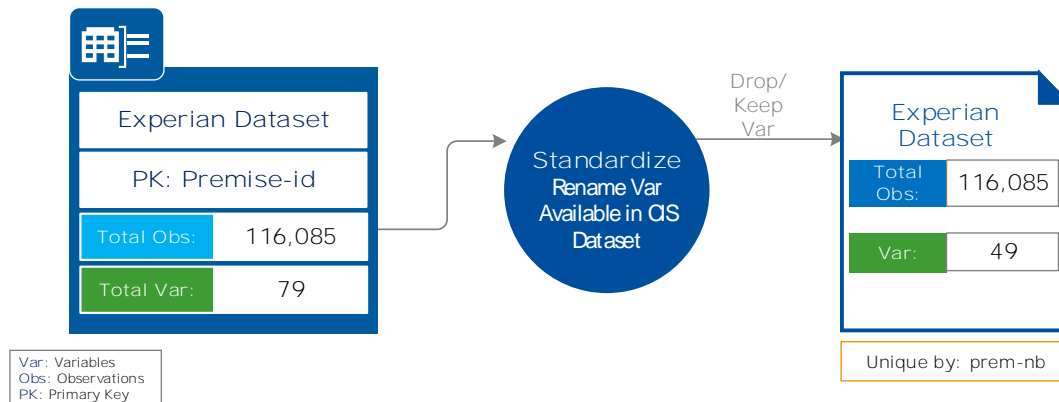 Experian Dataset
PK: Premise-id
Total Obs: 116,085
Total Var: 79
Var: Variables
Obs: Observations
PK: Primary Key
Standardize
Rename Var
Available in CIS
Dataset
Drop/
Keep
Var
Experian
Dataset
Total
Obs:
116,085
Var: 49
Unique by: prem-nb